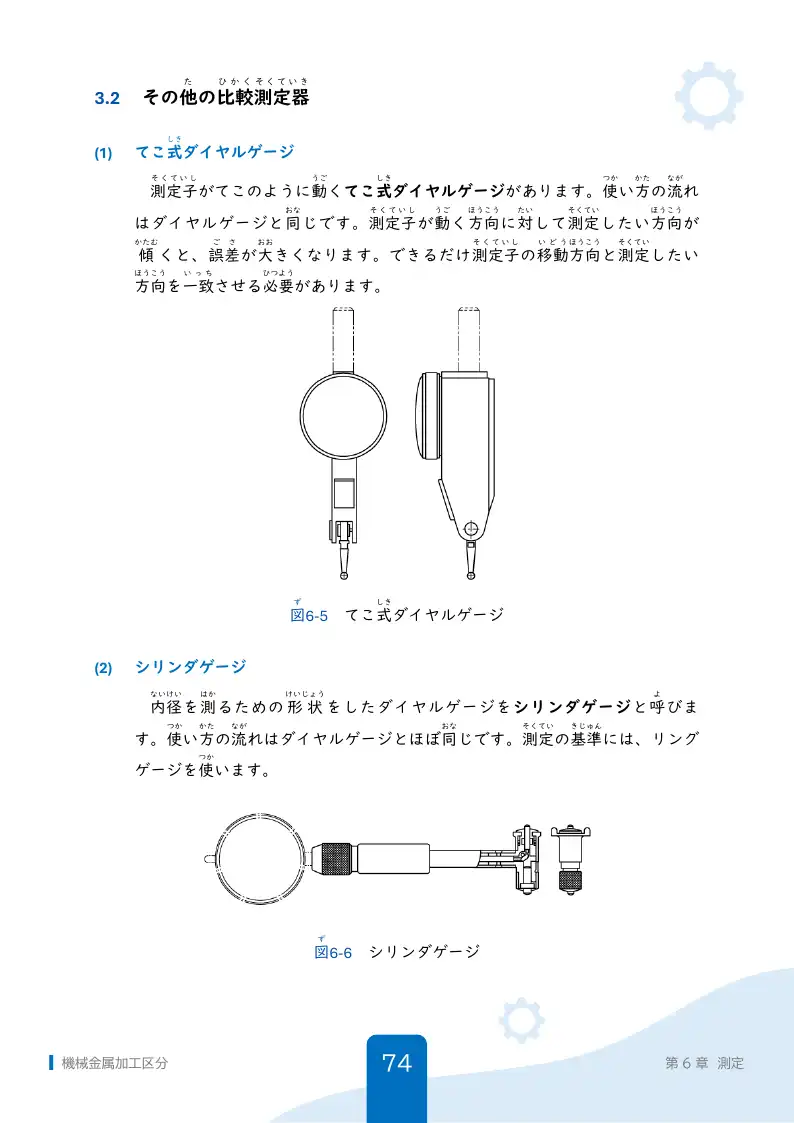 3.2 その他の比較測定器
(1) てこ式ダイヤルゲージ
測定子がてこのように動くてこ式ダイヤルゲージがあります。使い方の流れ
はダイヤルゲージと同じです。測定子が動く方向に対して測定したい方向が
傾くと、誤差が大きくなります。できるだけ測定子の移動方向と測定したい
方向を一致させる必要があります。
図6-5 てこ式ダイヤルゲージ
(2) シリンダゲージ
内径を測るための形状をしたダイヤルゲージをシリンダゲージと呼びま
す。使い方の流れはダイヤルゲージとほぼ同じです。測定の基準には、リング
ゲージを使います。
図6-6 シリンダゲージ
機械金属加工区分
74
第 6 章 測定